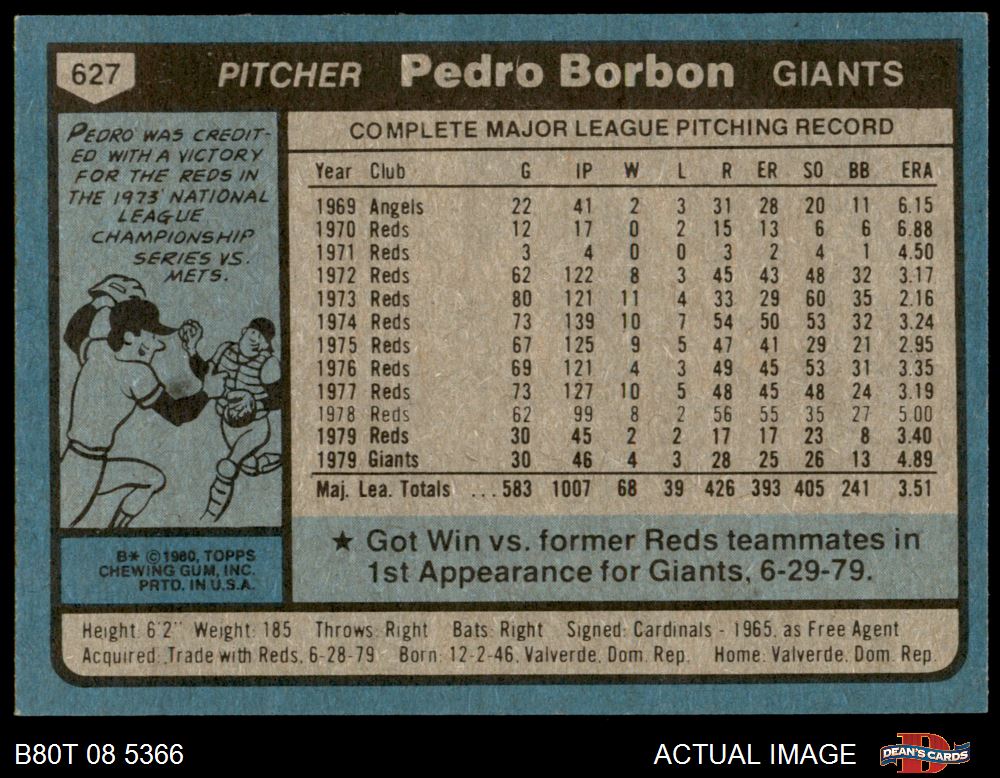 627 PITCHER Pedro Borbon GIANTS
PEDRO WAS CREDIT-
ED WITH A VICTORY
FOR THE REDS IN
THE 1973 NATIONAL
LEAGUE
CHAMPIONSHIP
SERIES VS.
METS.
COMPLETE MAJOR LEAGUE PITCHING RECORD
Year Club G IP W L R ER SO BB ERA
1969 Angels 22 41 2 3 31 28 20 11 6.15
1970 Reds 12 17 0 2 15 13 6 6 6.88
1971 Reds 3 4 0 0 3 2 4 1 4.50
1972 Reds 62 122 8 3 45 43 48 32 3.17
1973 Reds 80 121 11 4 33 29 60 35 2.16
1974 Reds 73 139 10 7 54 50 53 32 3.24
1975 Reds 67 125 9 5 47 41 29 21 2.95
1976 Reds 69 121 4 3 49 45 53 31 3.35
1977 Reds 73 127 10 5 48 45 48 24 3.19
1978 Reds 62 99 8 2 56 55 35 27 5.00
1979 Reds 30 45 2 2 17 17 23 8 3.40
1979 Giants 30 46 4 3 28 25 26 13 4.89
Maj. Lea. Totals ...583 1007 68 39 426 393 405 241 3.51
★ Got Win vs. former Reds teammates in
1st Appearance for Giants, 6-29-79.
B* ©1980, TOPPS
CHEWING GUM, INC.
PRTD. IN U.S.A.
Height: 6'2" Weight: 185 Throws: Right Bats: Right Signed: Cardinals - 1965, as Free Agent
Acquired: Trade with Reds, 6-28-79 Born: 12-2-46, Valverde, Dom. Rep. Home: Valverde, Dom. Rep.
B80T 08 5366 ACTUAL IMAGE DEAN'S CARDS